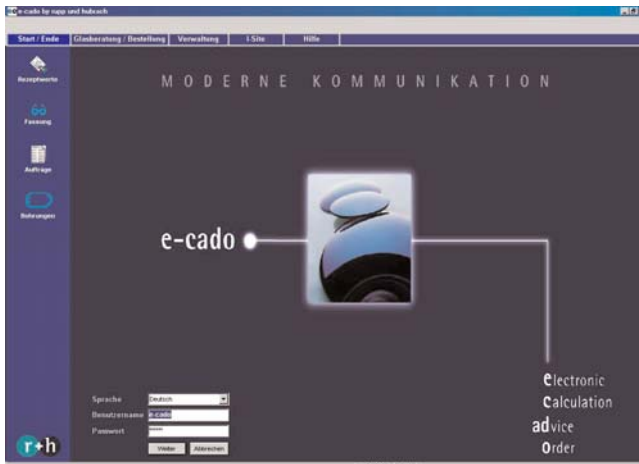 e-cado by rupp und hubrach
Start / Ende Glasberatung / Bestellung Verwaltung I-Site Hilfe
Rezeptwerte
Fassung
Aufträge
Bohrungen
MODERNE KOMMUNIKATION
e-cado
electronic
calculation
advice
order
Sprache Deutsch
Benutzername e-cado
Passwort *****
Weiter Abbrechen
r+h